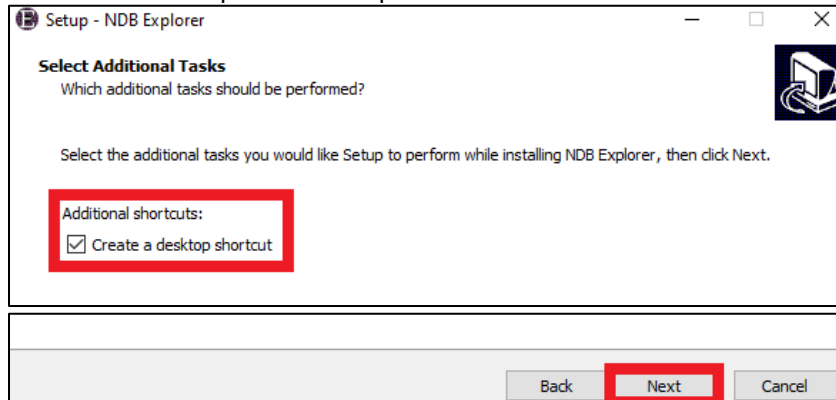 Setup - NDB Explorer
Select Additional Tasks
Which additional tasks should be performed?
Select the additional tasks you would like Setup to perform while installing NDB Explorer, then click Next.
Additional shortcuts:
Create a desktop shortcut
Back Next Cancel